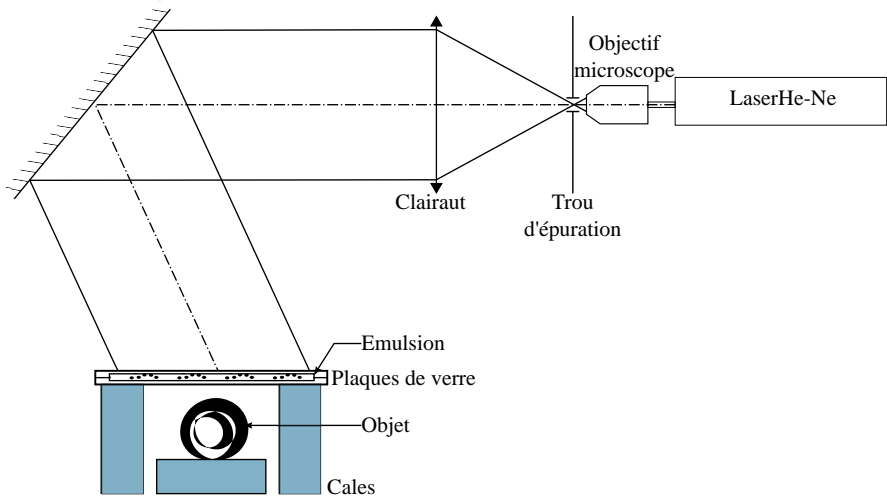 Objectif
microscope
LaserHe-Ne
Clairaut
Trou
d'épuration
Emulsion
Plaques de verre
Objet
Cales